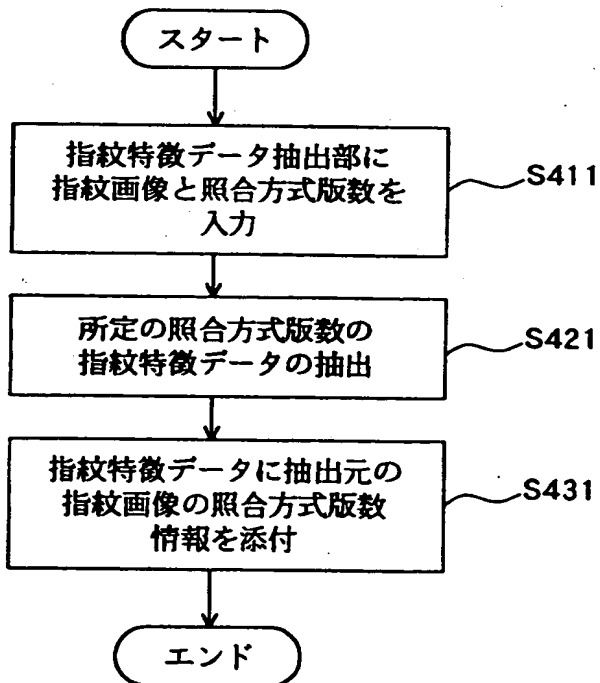 スタート
指紋特徴データ抽出部に
指紋画像と照合方式版数を
入力
S411
所定の照合方式版数の
指紋特徴データの抽出
S421
指紋特徴データに抽出元の
指紋画像の照合方式版数
情報を添付
S431
エンド